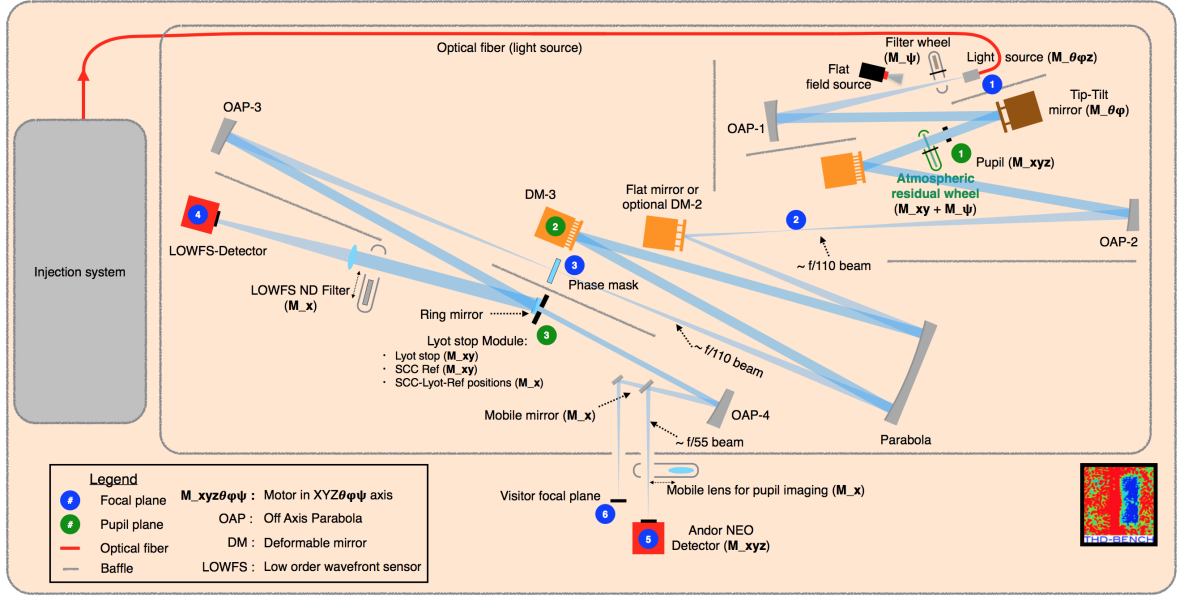 Optical fiber (light source)
Filter wheel
(M_ψ)
Light source (M_θφz)
Flat
field source
1
Tip-Tilt
mirror (M_θφ)
OAP-3
OAP-1
1
Pupil (M_xyz)
Atmospheric
residual wheel
(M_xy + M_ψ)
DM-3
Flat mirror or
optional DM-2
2
2
4
OAP-2
LOWFS-Detector
~ f/110 beam
Injection system
3
Phase mask
LOWFS ND Filter
(M_x)
Ring mirror
3
Lyot stop Module:
· Lyot stop (M_xy)
· SCC Ref (M_xy)
· SCC-Lyot-Ref positions (M_x)
~ f/110 beam
Mobile mirror (M_x)
OAP-4
Parabola
~ f/55 beam
Legend
# Focal plane
# Pupil plane
Optical fiber
Baffle
M_xyzθφψ : Motor in XYZθφψ axis
OAP : Off Axis Parabola
DM : Deformable mirror
LOWFS : Low order wavefront sensor
Visitor focal plane
6
Mobile lens for pupil imaging (M_x)
5
Andor NEO
Detector (M_xyz)
THD-BENCH